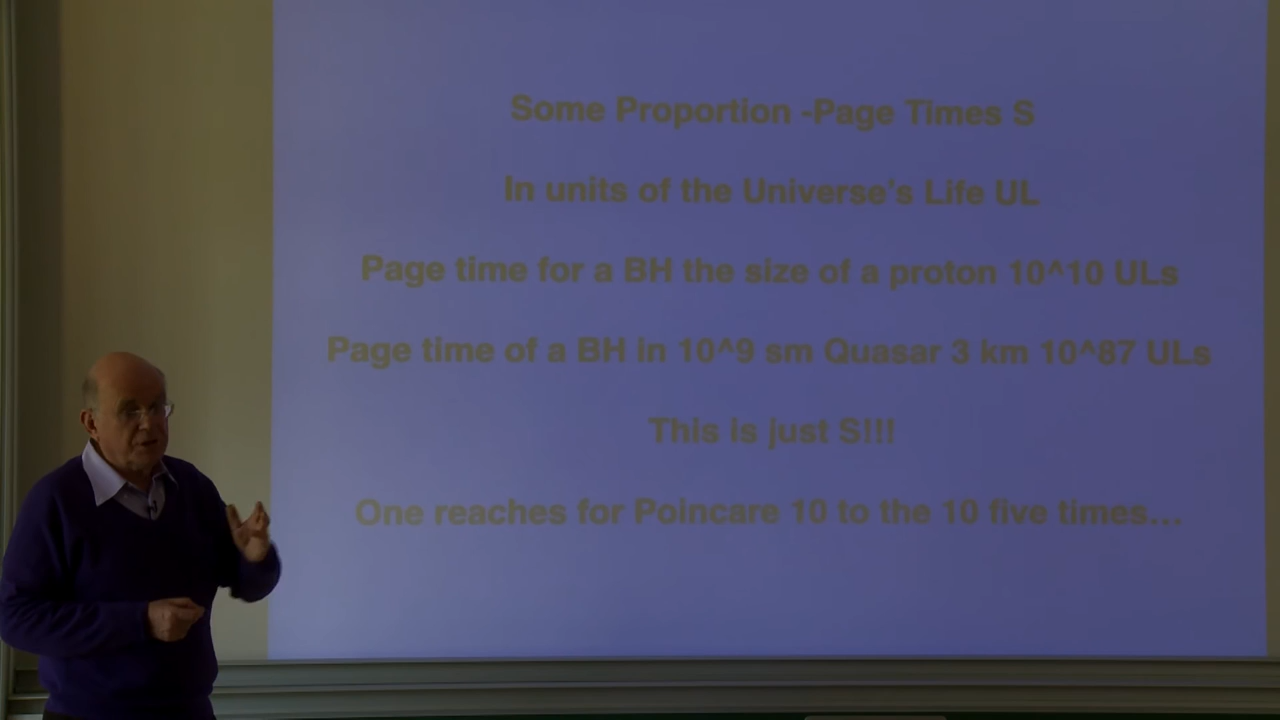 Some Proportion -Page Times S
In units of the Universe's Life UL
Page time for a BH the size of a proton 10^10 ULs
Page time of a BH in 10^9 sm Quasar 3 km 10^87 ULs
This is just S!!!
One reaches for Poincare 10 to the 10 five times...